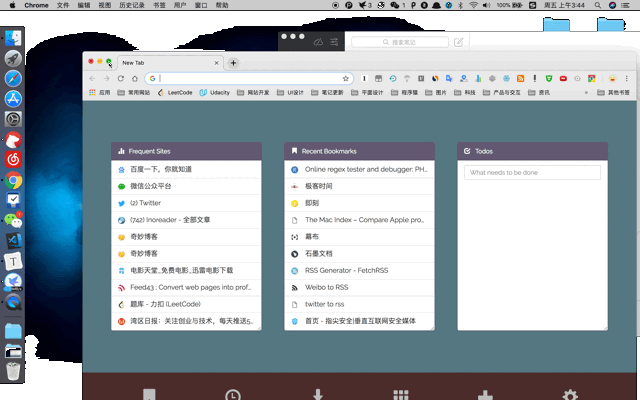 Chrome 文件 编辑 视图 历史记录 书签 用户 窗口 帮助 3 1 100% 周五 上午3:44
搜索笔记
New Tab
G
应用 常用网站 LeetCode Udacity 网站开发 UI设计 笔记更新 平面设计 程序猿 图片 科技 产品与交互 资讯 » 其他书签
Frequent Sites
百度一下，你就知道
微信公众平台
(2) Twitter
(742) Inoreader - 全部文章
奇妙博客
奇妙博客
电影天堂_免费电影_迅雷电影下载
Feed43 : Convert web pages into prof...
题库 - 力扣 (LeetCode)
湾区日报：关注创业与技术，每天推送5...
Recent Bookmarks
Online regex tester and debugger: PH...
极客时间
即刻
The Mac Index – Compare Apple pro...
幕布
石墨文档
RSS Generator - FetchRSS
Weibo to RSS
twitter to rss
首页 - 指尖安全|垂直互联网安全媒体
Todos
What needs to be done